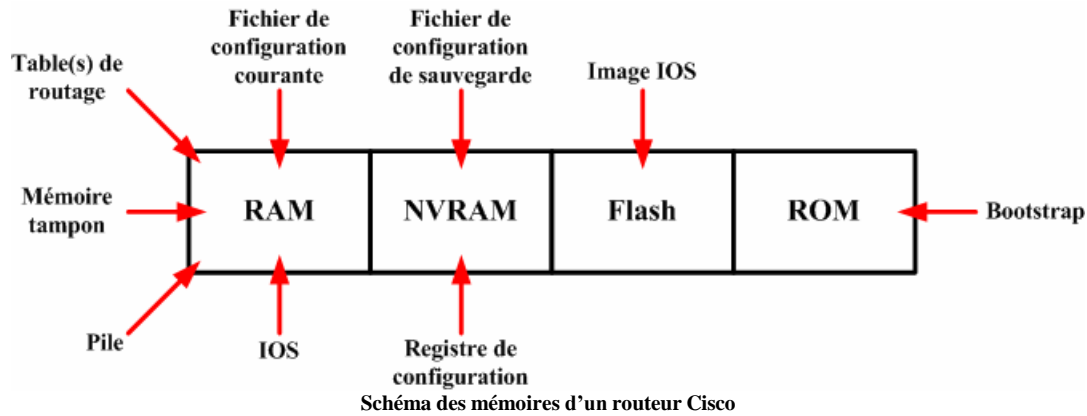 Fichier de
configuration
courante
Fichier de
configuration
de sauvegarde
Image IOS
Table(s) de
routage
Mémoire
tampon
RAM
NVRAM
Flash
ROM
Bootstrap
Pile
IOS
Registre de
configuration
Schéma des mémoires d'un routeur Cisco